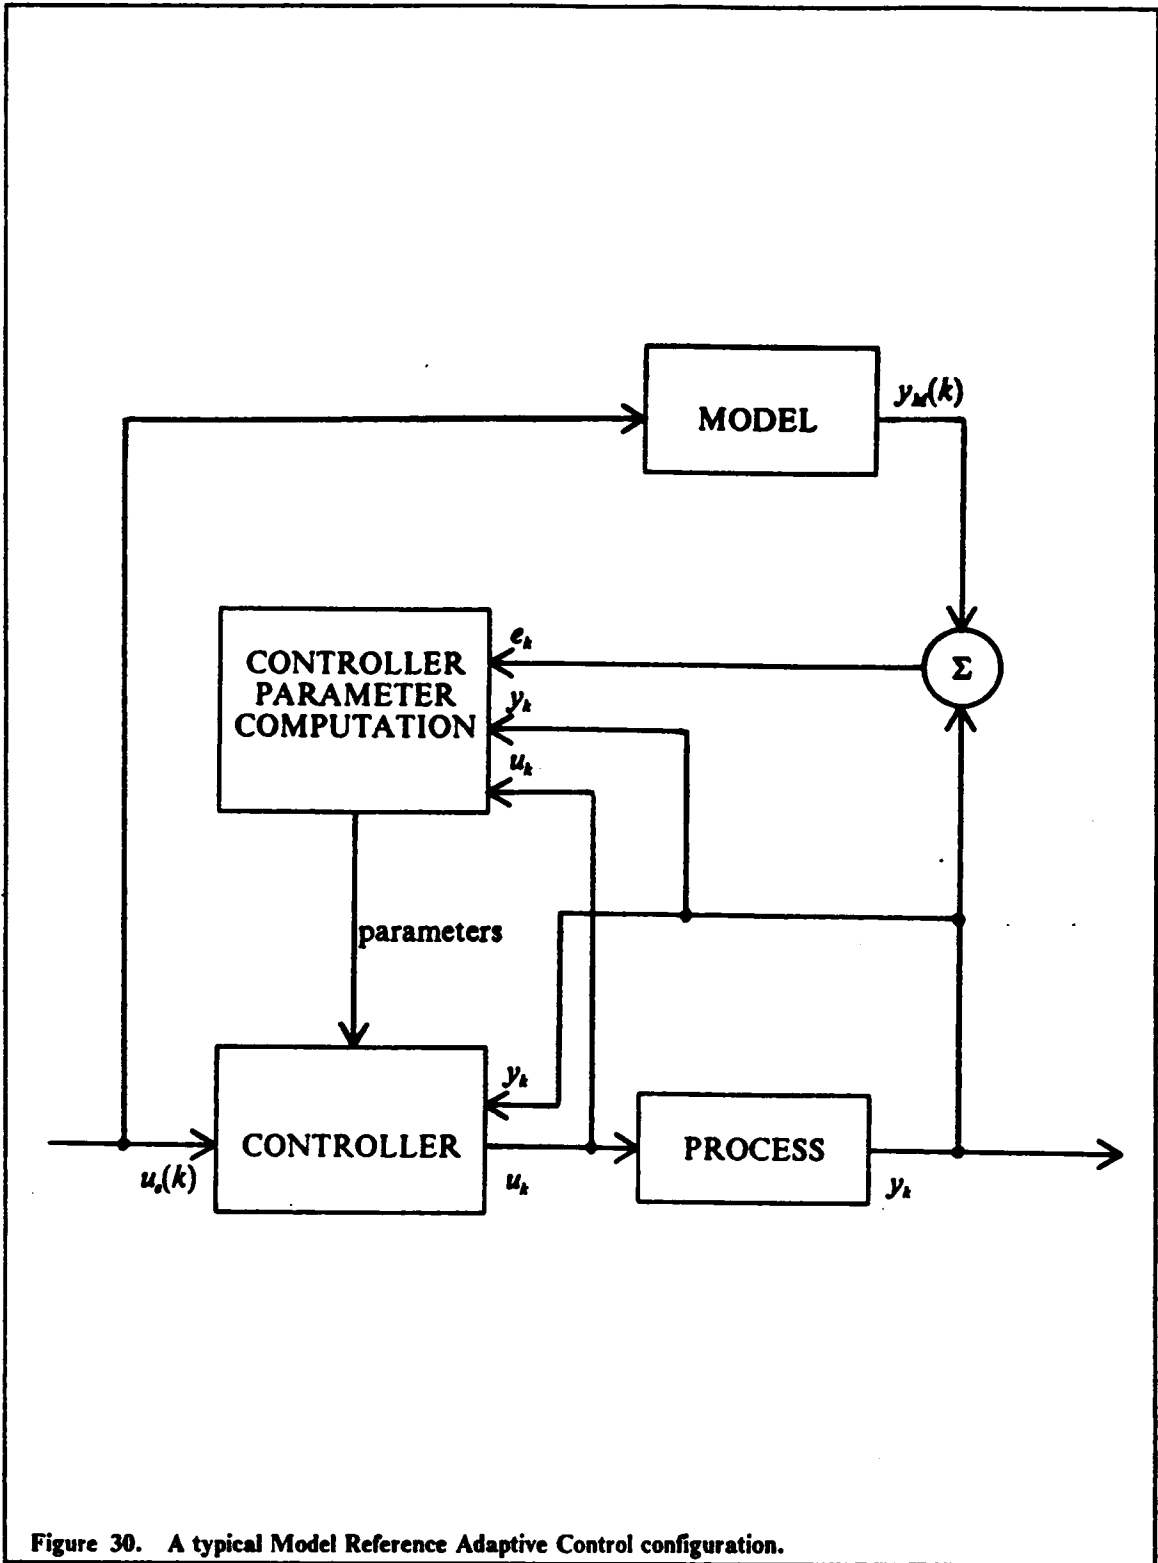 MODEL
y_M(k)
Σ
CONTROLLER
PARAMETER
COMPUTATION
e_k
y_k
u_k
parameters
CONTROLLER
y_k
PROCESS
u_k
y_k
Figure 30. A typical Model Reference Adaptive Control configuration.